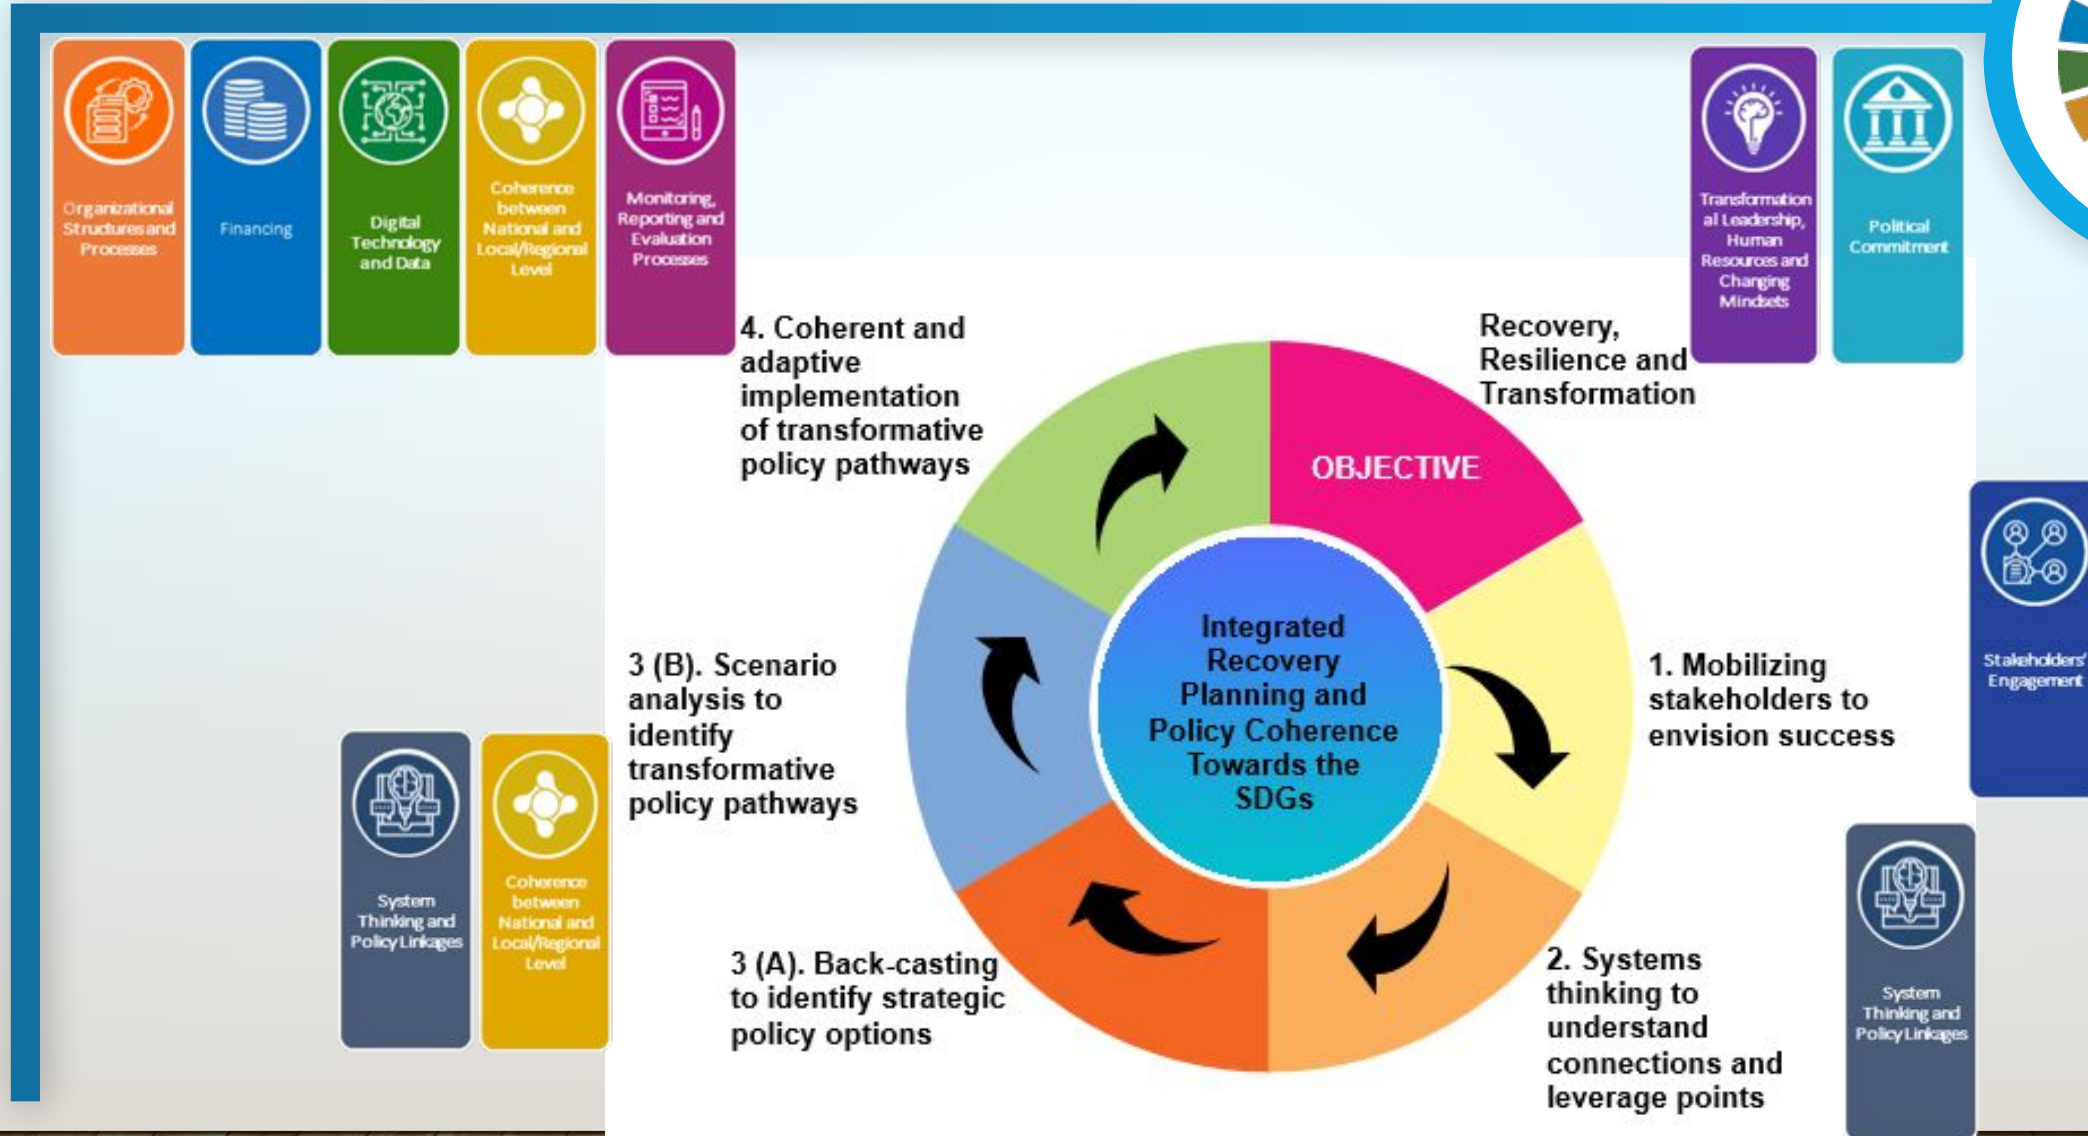 Organizational
Structures and
Processes
Financing
Digital
Technology
and Data
Coherence
between
National and
Local/Regional
Level
Monitoring,
Reporting and
Evaluation
Processes
Transformation
al Leadership,
Human
Resources and
Changing
Mindsets
Political
Commitment
4. Coherent and
adaptive
implementation
of transformative
policy pathways
Recovery,
Resilience and
Transformation
OBJECTIVE
Integrated
Recovery
Planning and
Policy Coherence
Towards the
SDGs
1. Mobilizing
stakeholders to
envision success
Stakeholders'
Engagement
3 (B). Scenario
analysis to
identify
transformative
policy pathways
System
Thinking and
Policy Linkages
Coherence
between
National and
Local/Regional
Level
3 (A). Back-casting
to identify strategic
policy options
2. Systems
thinking to
understand
connections and
leverage points
System
Thinking and
Policy Linkages